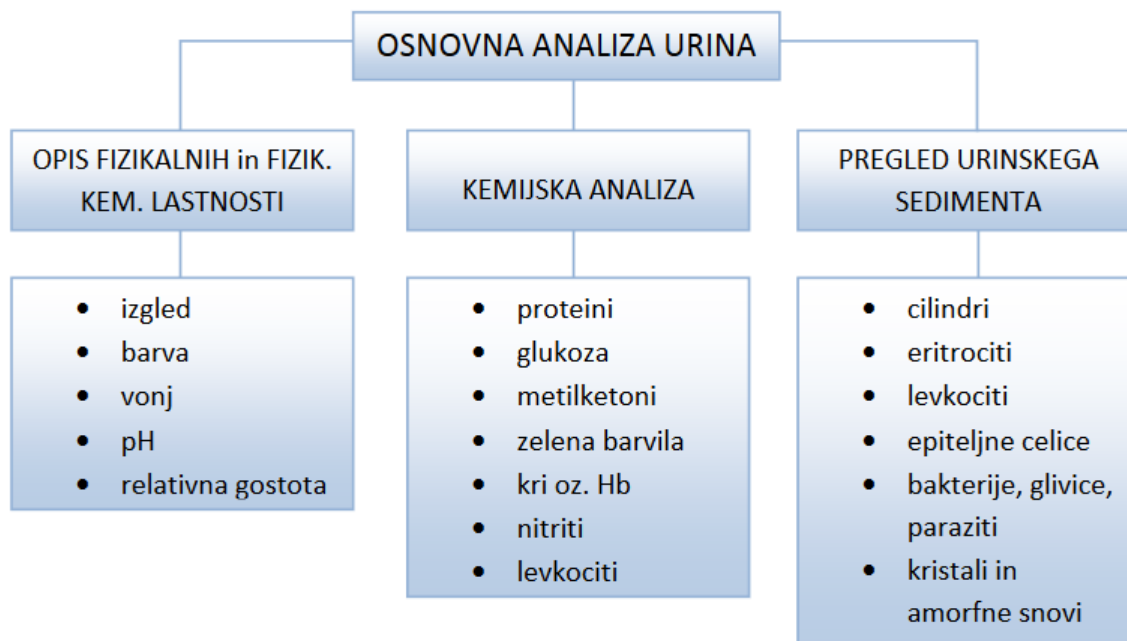 OSNOVNA ANALIZA URINA
OPIS FIZIKALNIH in FIZIK.
KEM. LASTNOSTI
• izgled
• barva
• vonj
• pH
• relativna gostota
KEMIJSKA ANALIZA
• proteini
• glukoza
• metilketoni
• zelena barvila
• kri oz. Hb
• nitriti
• levkociti
PREGLED URINSKEGA
SEDIMENTA
• cilindri
• eritrociti
• levkociti
• epiteljne celice
• bakterije, glivice,
paraziti
• kristali in
amorfne snovi